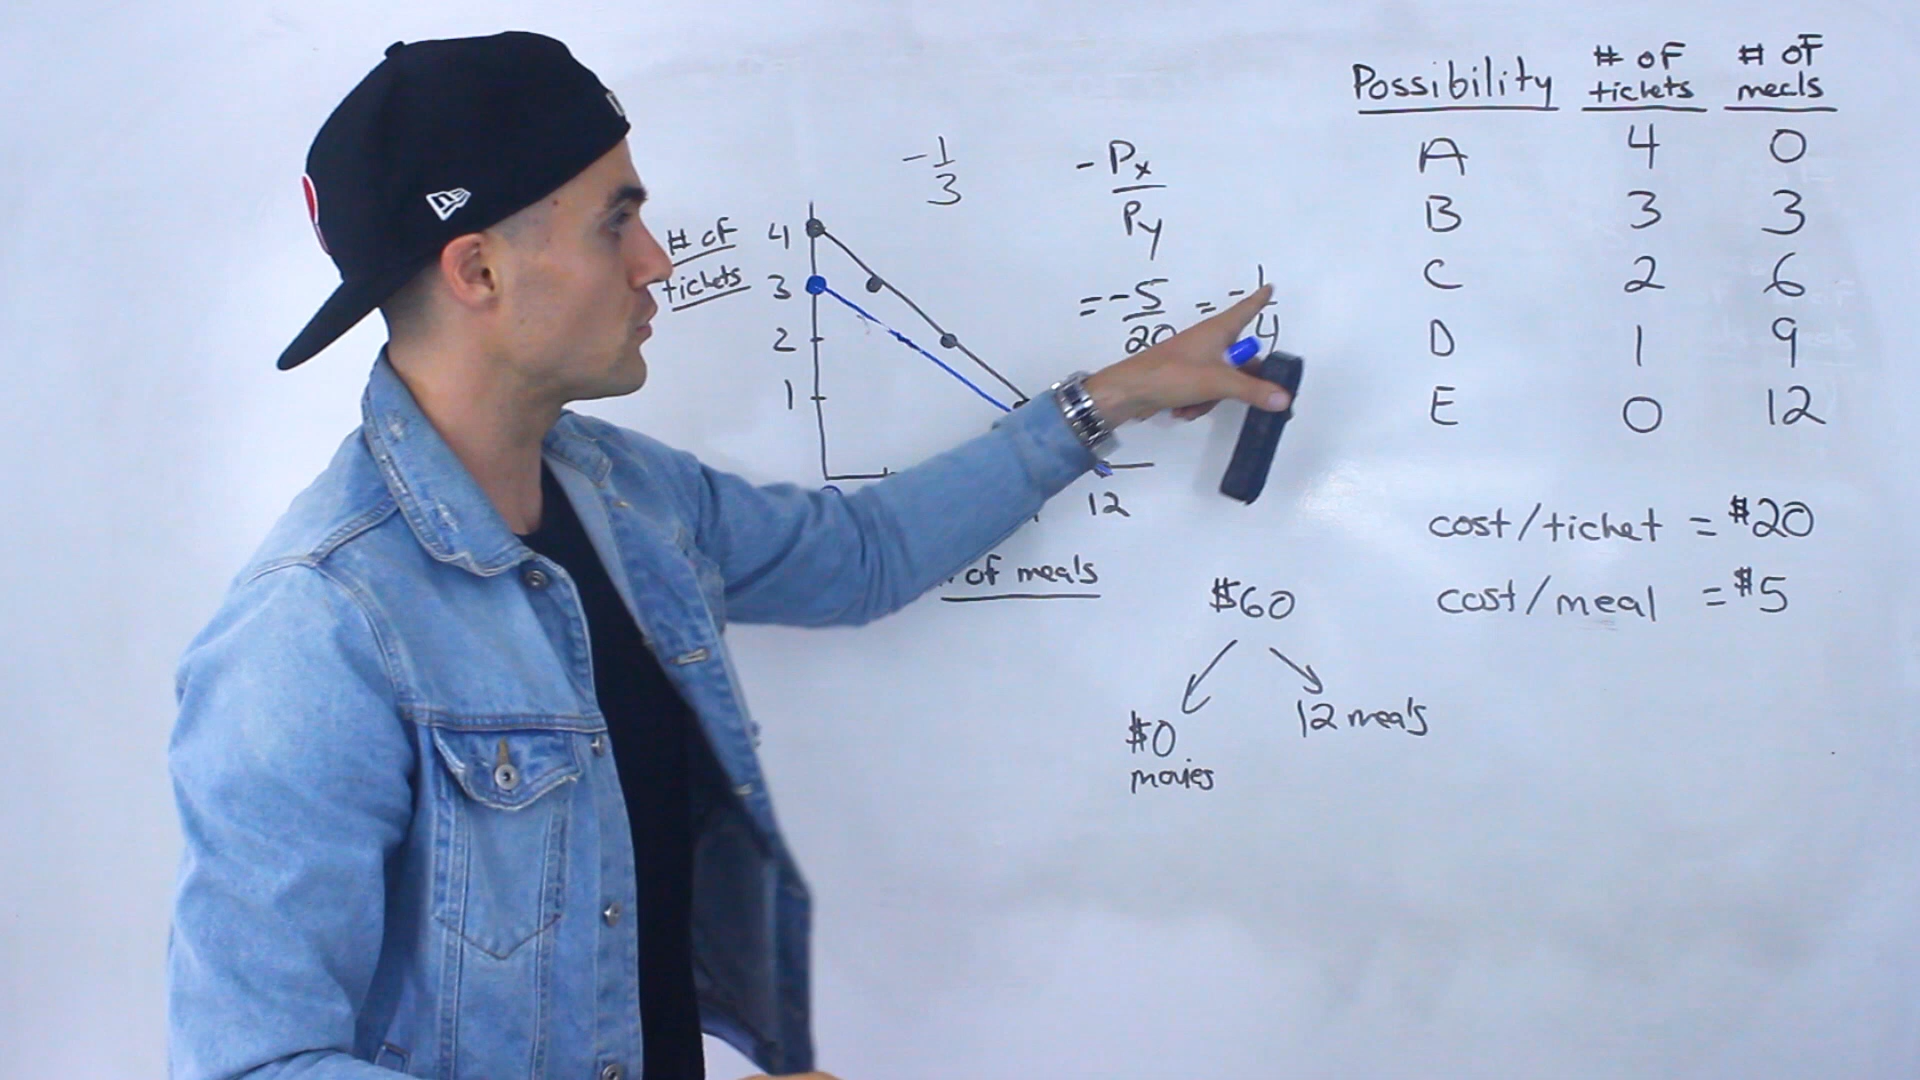 Possibility # of tickets # of meals
A 4 0
B 3 3
C 2 6
D 1 9
E 0 12
cost/ticket = $20
cost/meal = $5
-1/3
-Px/Py
= -5/20 = -1/4
# of
tickets
4
3
2
1
12
of meals
$60
$0
movies
12 meals